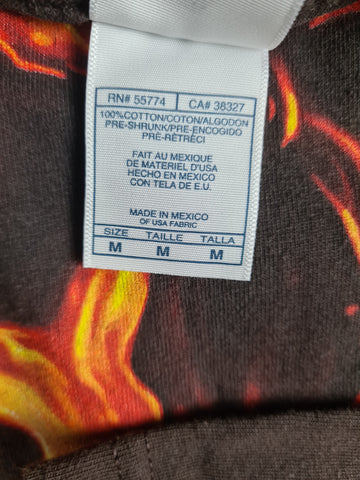 RN# 55774 CA# 38327
100%COTTON/COTON/ALGODON
PRE-SHRUNK/PRE-ENCOGIDO
PRÉ-RÉTRÉCI
FAIT AU MEXIQUE
DE MATERIEL D'USA
HECHO EN MEXICO
CON TELA DE E.U.
MADE IN MEXICO
OF USA FABRIC
SIZE TAILLE TALLA
M M M